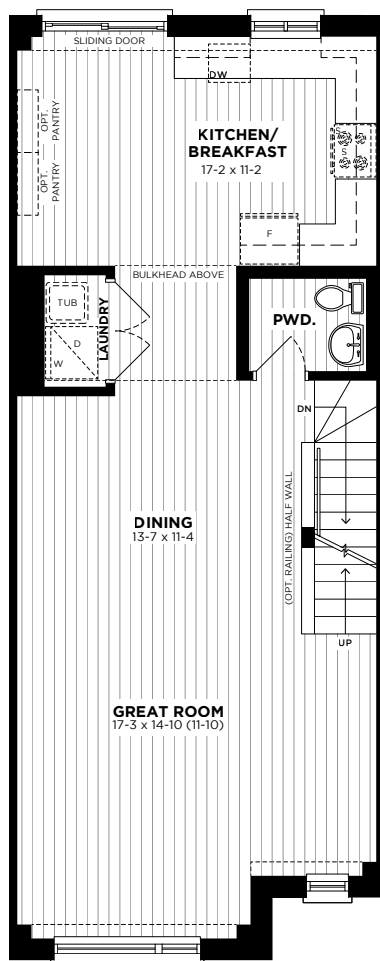 SLIDING DOOR
DW
OPT.
PANTRY
OPT.
PANTRY
KITCHEN/
BREAKFAST
17-2 x 11-2
S
S
F
BULKHEAD ABOVE
TUB
LAUNDRY
D
W
PWD.
DN
DINING
13-7 x 11-4
(OPT. RAILING) HALF WALL
UP
GREAT ROOM
17-3 x 14-10 (11-10)